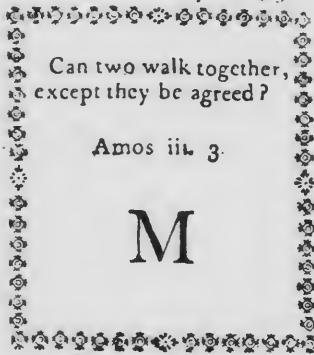 Can two walk together,
except they be agreed?
Amos iii. 3.
M